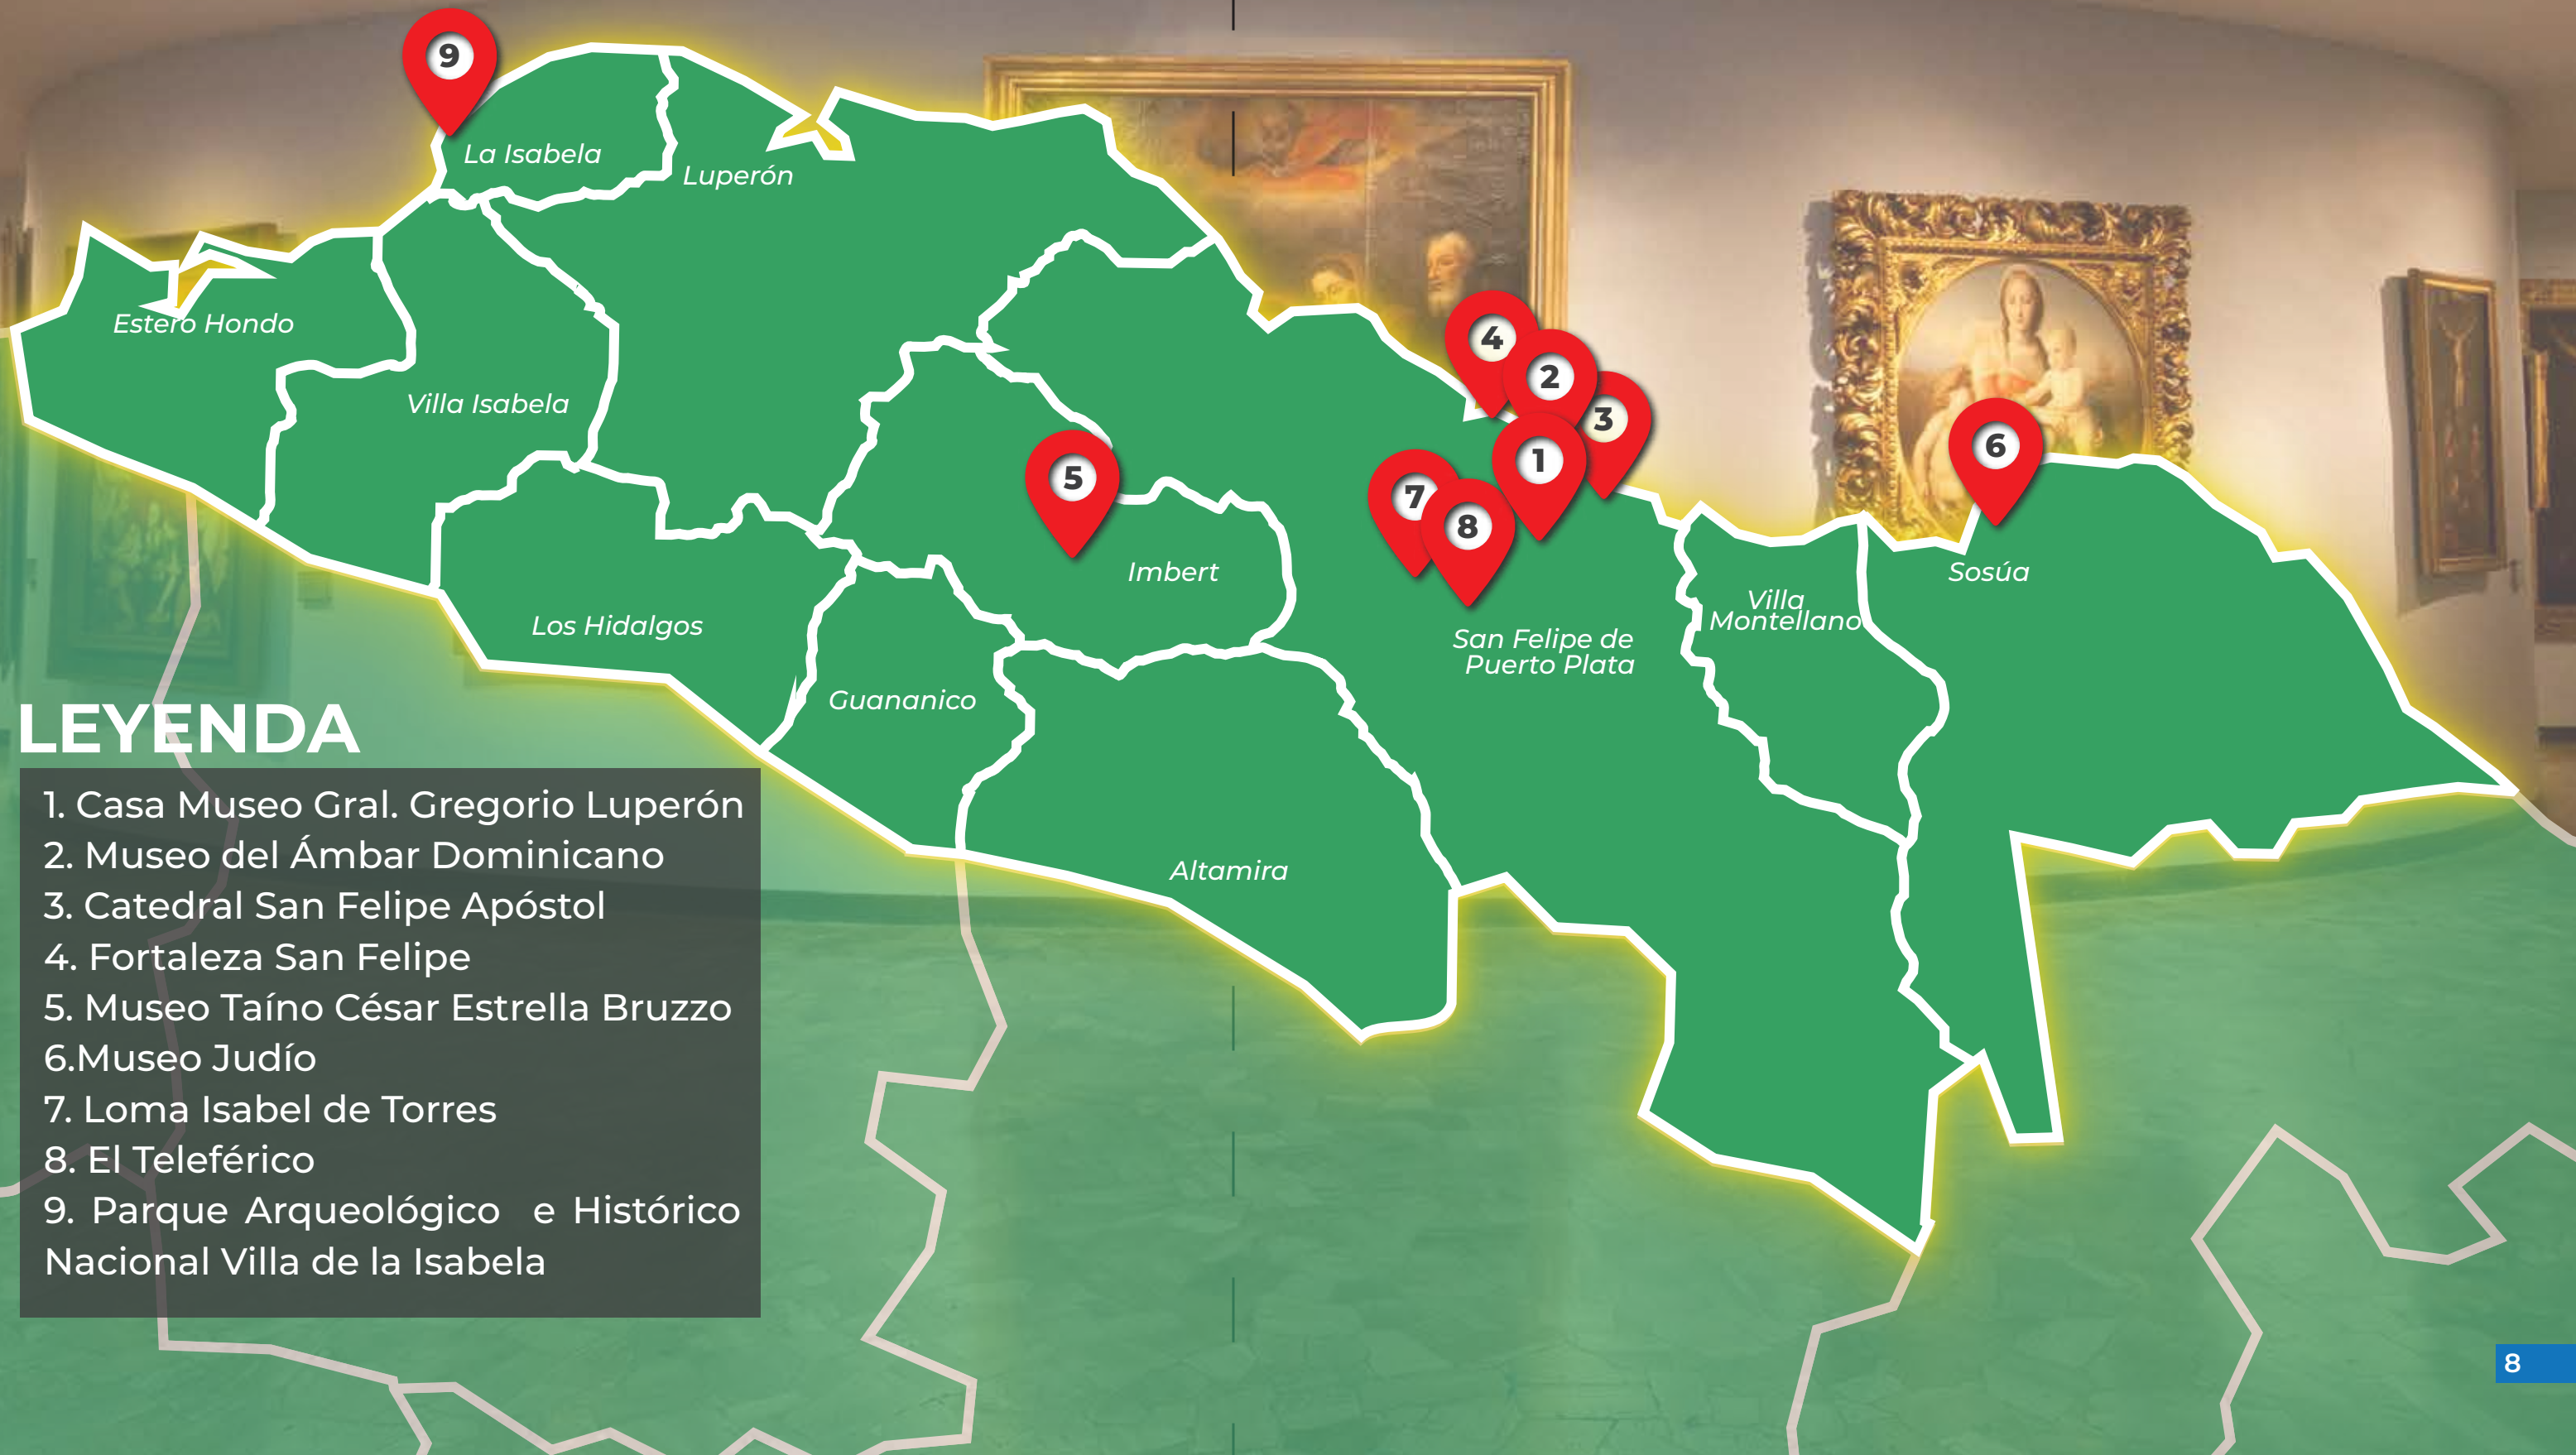 9
La Isabela
Luperón
Estero Hondo
Villa Isabela
4
2
3
1
6
5
7
8
Imbert
Sosúa
Villa
Montellano
Los Hidalgos
San Felipe de
Puerto Plata
Guananico
Altamira
LEYENDA
1. Casa Museo Gral. Gregorio Luperón
2. Museo del Ámbar Dominicano
3. Catedral San Felipe Apóstol
4. Fortaleza San Felipe
5. Museo Taíno César Estrella Bruzzo
6.Museo Judío
7. Loma Isabel de Torres
8. El Teleférico
9. Parque Arqueológico e Histórico
Nacional Villa de la Isabela
8